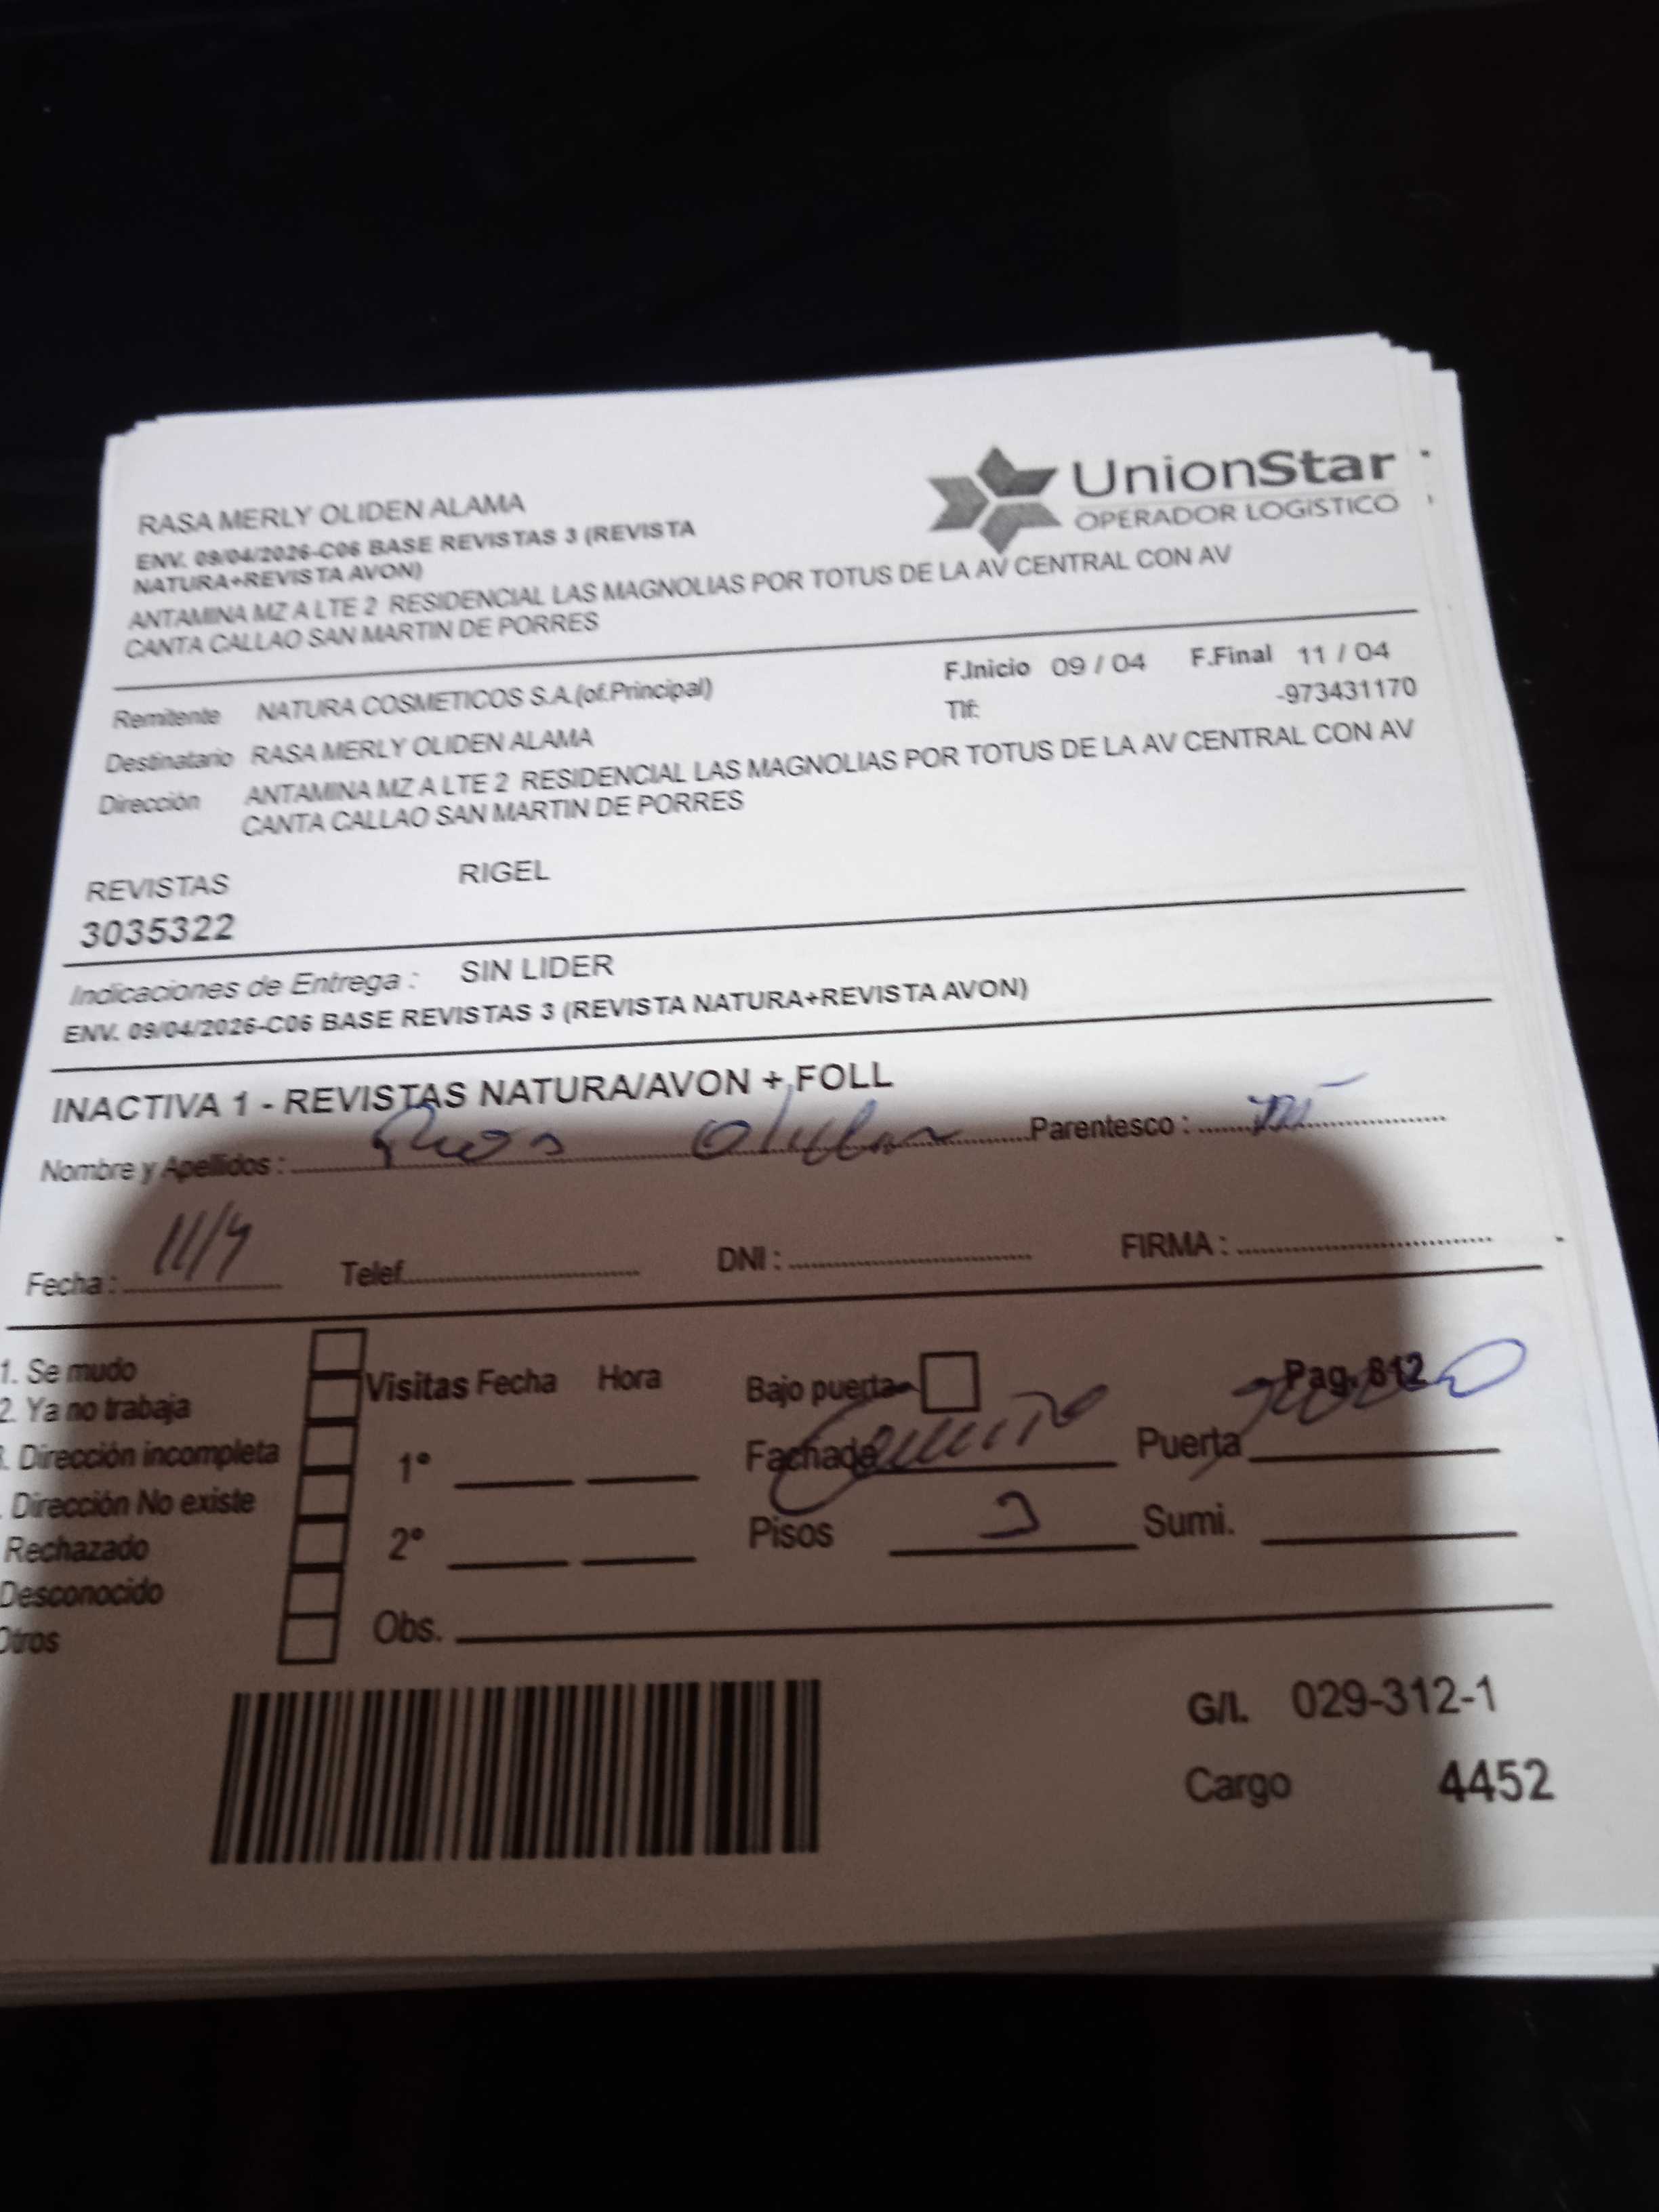 RASA MERLY OLIDEN ALAMA
UnionStar
OPERADOR LOGÍSTICO
ENV. 09/04/2026-C06 BASE REVISTAS 3 (REVISTA
NATURA+REVISTA AVON)
ANTAMINA MZ A LTE 2 RESIDENCIAL LAS MAGNOLIAS POR TOTUS DE LA AV CENTRAL CON AV
CANTA CALLAO SAN MARTIN DE PORRES
Remitente NATURA COSMETICOS S.A.(of.Principal) F.Inicio 09 / 04 F.Final 11 / 04
Destinatario RASA MERLY OLIDEN ALAMA Tlf: -973431170
Dirección ANTAMINA MZ A LTE 2 RESIDENCIAL LAS MAGNOLIAS POR TOTUS DE LA AV CENTRAL CON AV
CANTA CALLAO SAN MARTIN DE PORRES
REVISTAS RIGEL
3035322
Indicaciones de Entrega : SIN LIDER
ENV. 09/04/2026-C06 BASE REVISTAS 3 (REVISTA NATURA+REVISTA AVON)
INACTIVA 1 - REVISTAS NATURA/AVON + FOLL
Nombre y Apellidos : Parentesco :
Fecha : 11/4 Telef. DNI : FIRMA :
1. Se mudo
2. Ya no trabaja
. Dirección incompleta
. Dirección No existe
Rechazado
Desconocido
Otros
Visitas Fecha Hora
1°
2°
Obs.
Bajo puerta Pag. 812
Fachada Puerta
Pisos Sumi.
G/I. 029-312-1
Cargo 4452